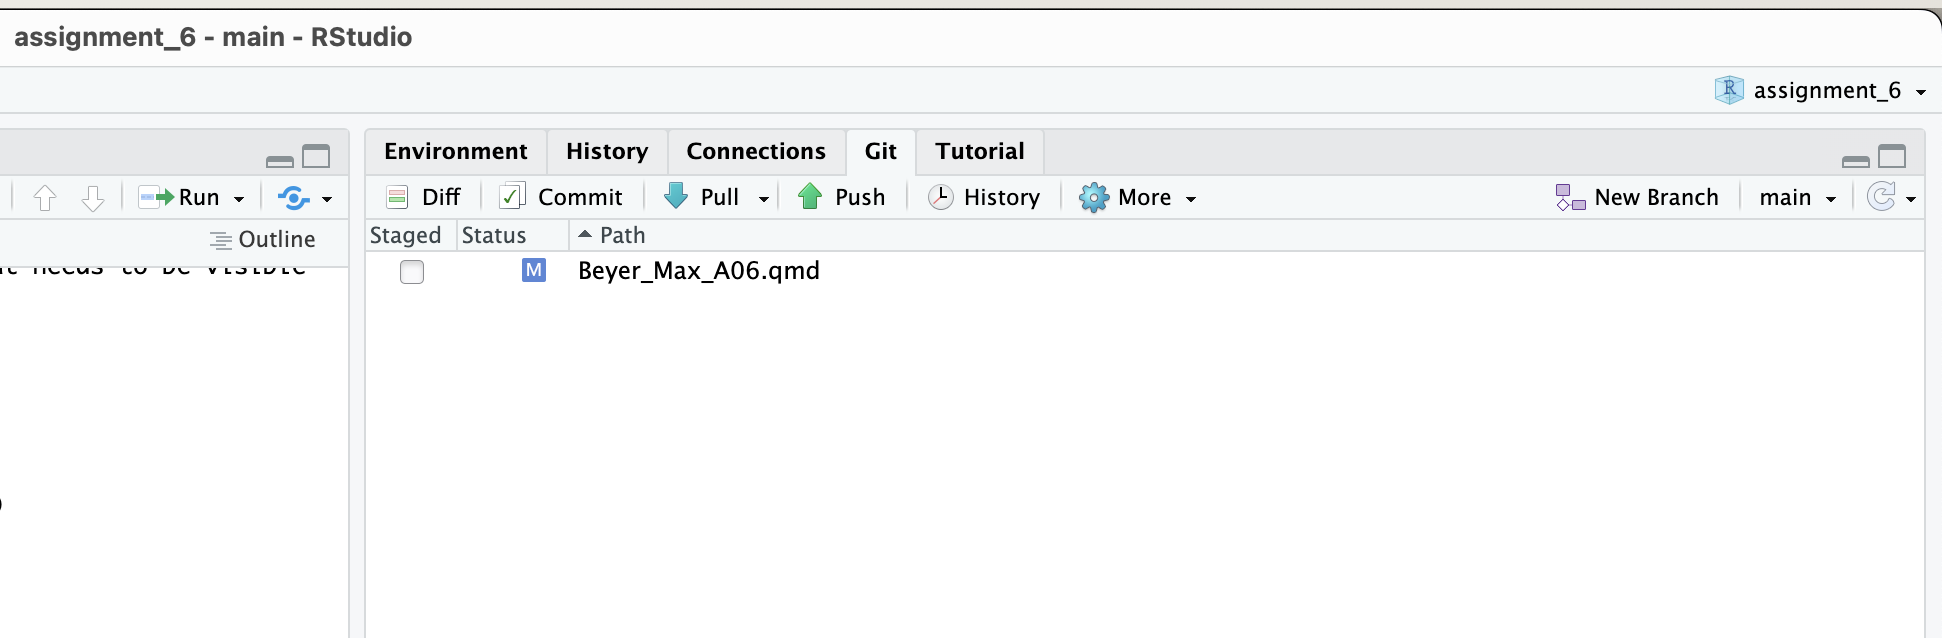 assignment_6 - main - RStudio
assignment_6
Environment History Connections Git Tutorial
Run
Diff Commit Pull Push History More New Branch main
Outline
Staged Status Path
needs to be visible
M Beyer_Max_A06.qmd